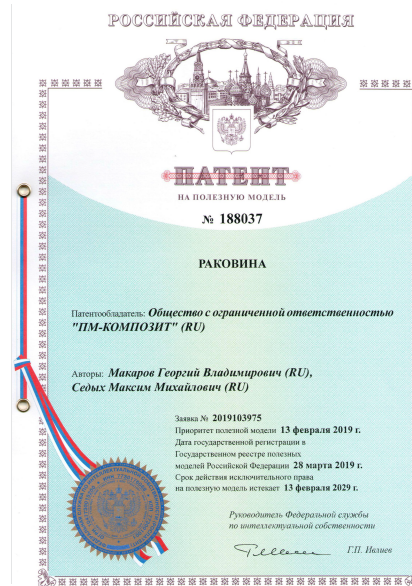 РОССИЙСКАЯ ФЕДЕРАЦИЯ
ПАТЕНТ
НА ПОЛЕЗНУЮ МОДЕЛЬ
№ 188037
РАКОВИНА
Патентообладатель: Общество с ограниченной ответственностью
"ПМ-КОМПОЗИТ" (RU)
Авторы: Макаров Георгий Владимирович (RU),
Седых Максим Михайлович (RU)
Заявка № 2019103975
Приоритет полезной модели 13 февраля 2019 г.
Дата государственной регистрации в
Государственном реестре полезных
моделей Российской Федерации 28 марта 2019 г.
Срок действия исключительного права
на полезную модель истекает 13 февраля 2029 г.
Руководитель Федеральной службы
по интеллектуальной собственности
Г.П. Ивлиев